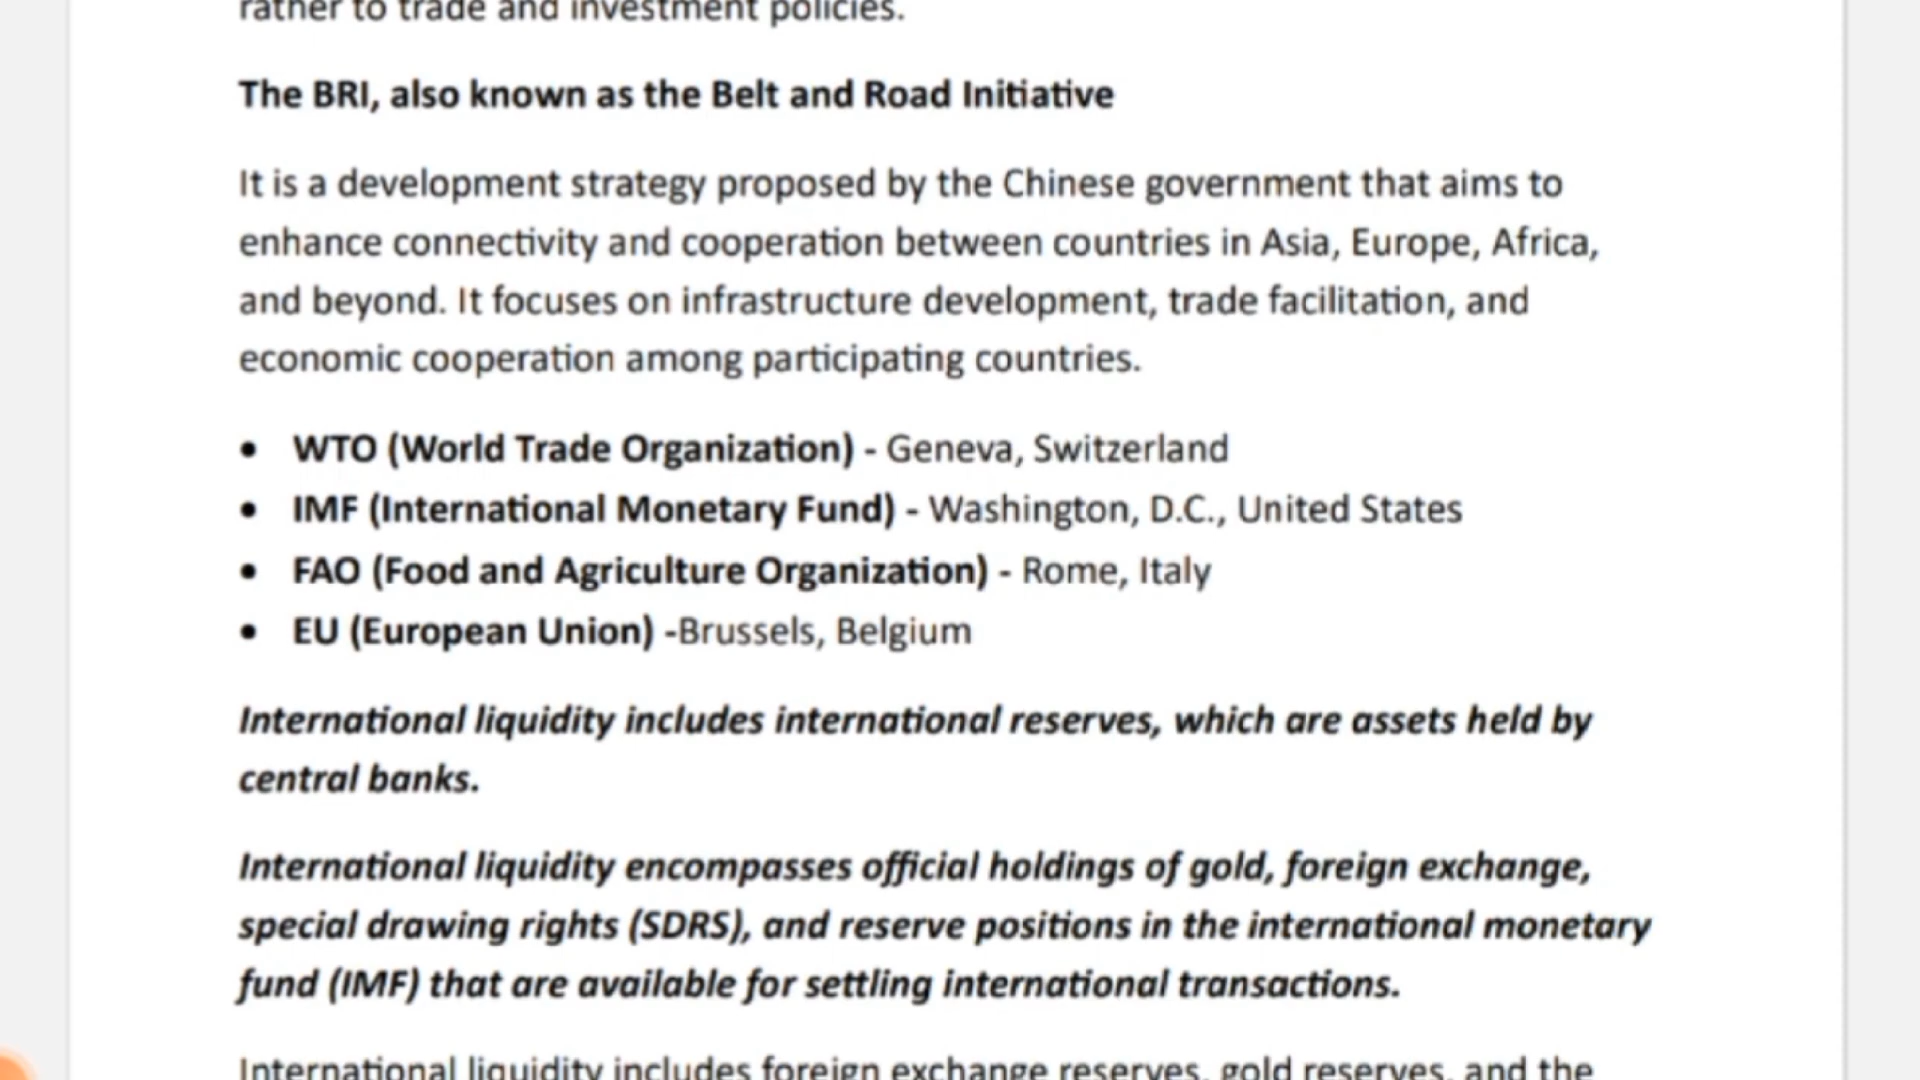 rather to trade and investment policies.
The BRI, also known as the Belt and Road Initiative
It is a development strategy proposed by the Chinese government that aims to
enhance connectivity and cooperation between countries in Asia, Europe, Africa,
and beyond. It focuses on infrastructure development, trade facilitation, and
economic cooperation among participating countries.
• WTO (World Trade Organization) - Geneva, Switzerland
• IMF (International Monetary Fund) - Washington, D.C., United States
• FAO (Food and Agriculture Organization) - Rome, Italy
• EU (European Union) -Brussels, Belgium
International liquidity includes international reserves, which are assets held by
central banks.
International liquidity encompasses official holdings of gold, foreign exchange,
special drawing rights (SDRS), and reserve positions in the international monetary
fund (IMF) that are available for settling international transactions.
International liquidity includes foreign exchange reserves, gold reserves, and the